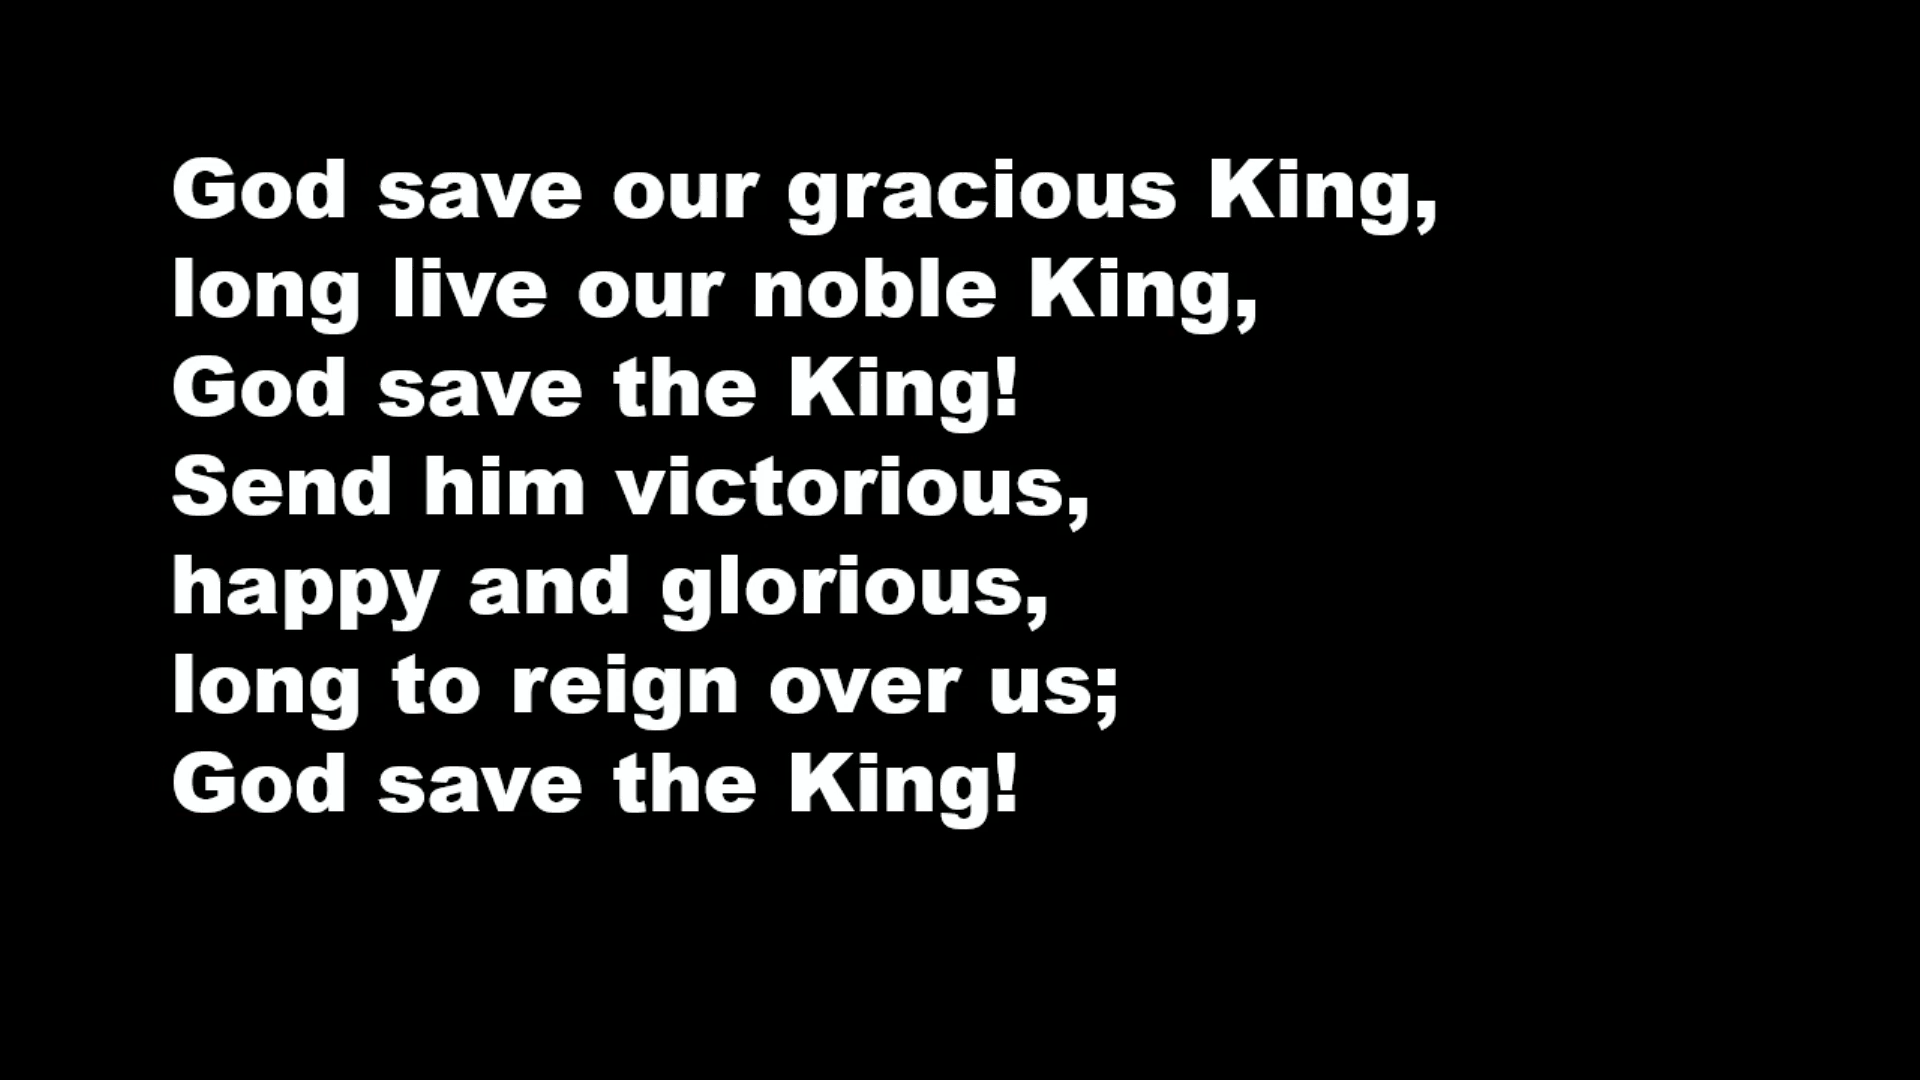 God save our gracious King,
long live our noble King,
God save the King!
Send him victorious,
happy and glorious,
long to reign over us;
God save the King!